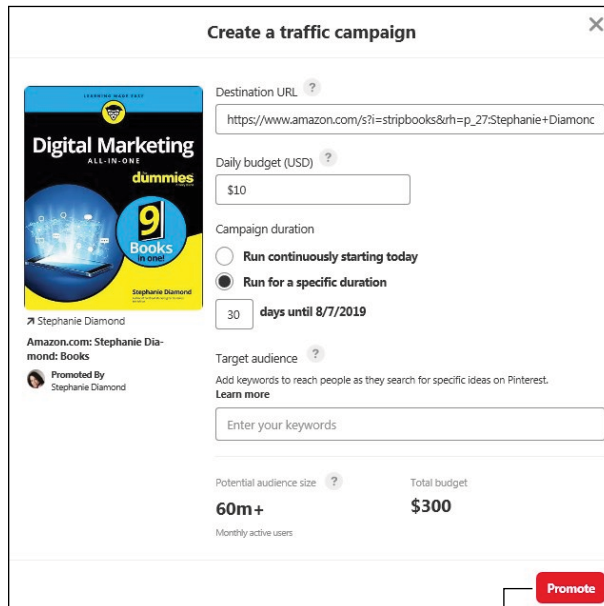 Create a traffic campaign
LEARNING MADE EASY
Digital Marketing
ALL-IN-ONE
dummies
9
Books
in one!
Stephanie Diamond
↗ Stephanie Diamond
Amazon.com: Stephanie Dia-
mond: Books
Promoted By
Stephanie Diamond
Destination URL ?
https://www.amazon.com/s?i=stripbooks&rh=p_27:Stephanie+Diamond
Daily budget (USD) ?
$10
Campaign duration
Run continuously starting today
Run for a specific duration
30 days until 8/7/2019
Target audience ?
Add keywords to reach people as they search for specific ideas on Pinterest.
Learn more
Enter your keywords
Potential audience size ?
60m+
Monthly active users
Total budget
$300
Promote